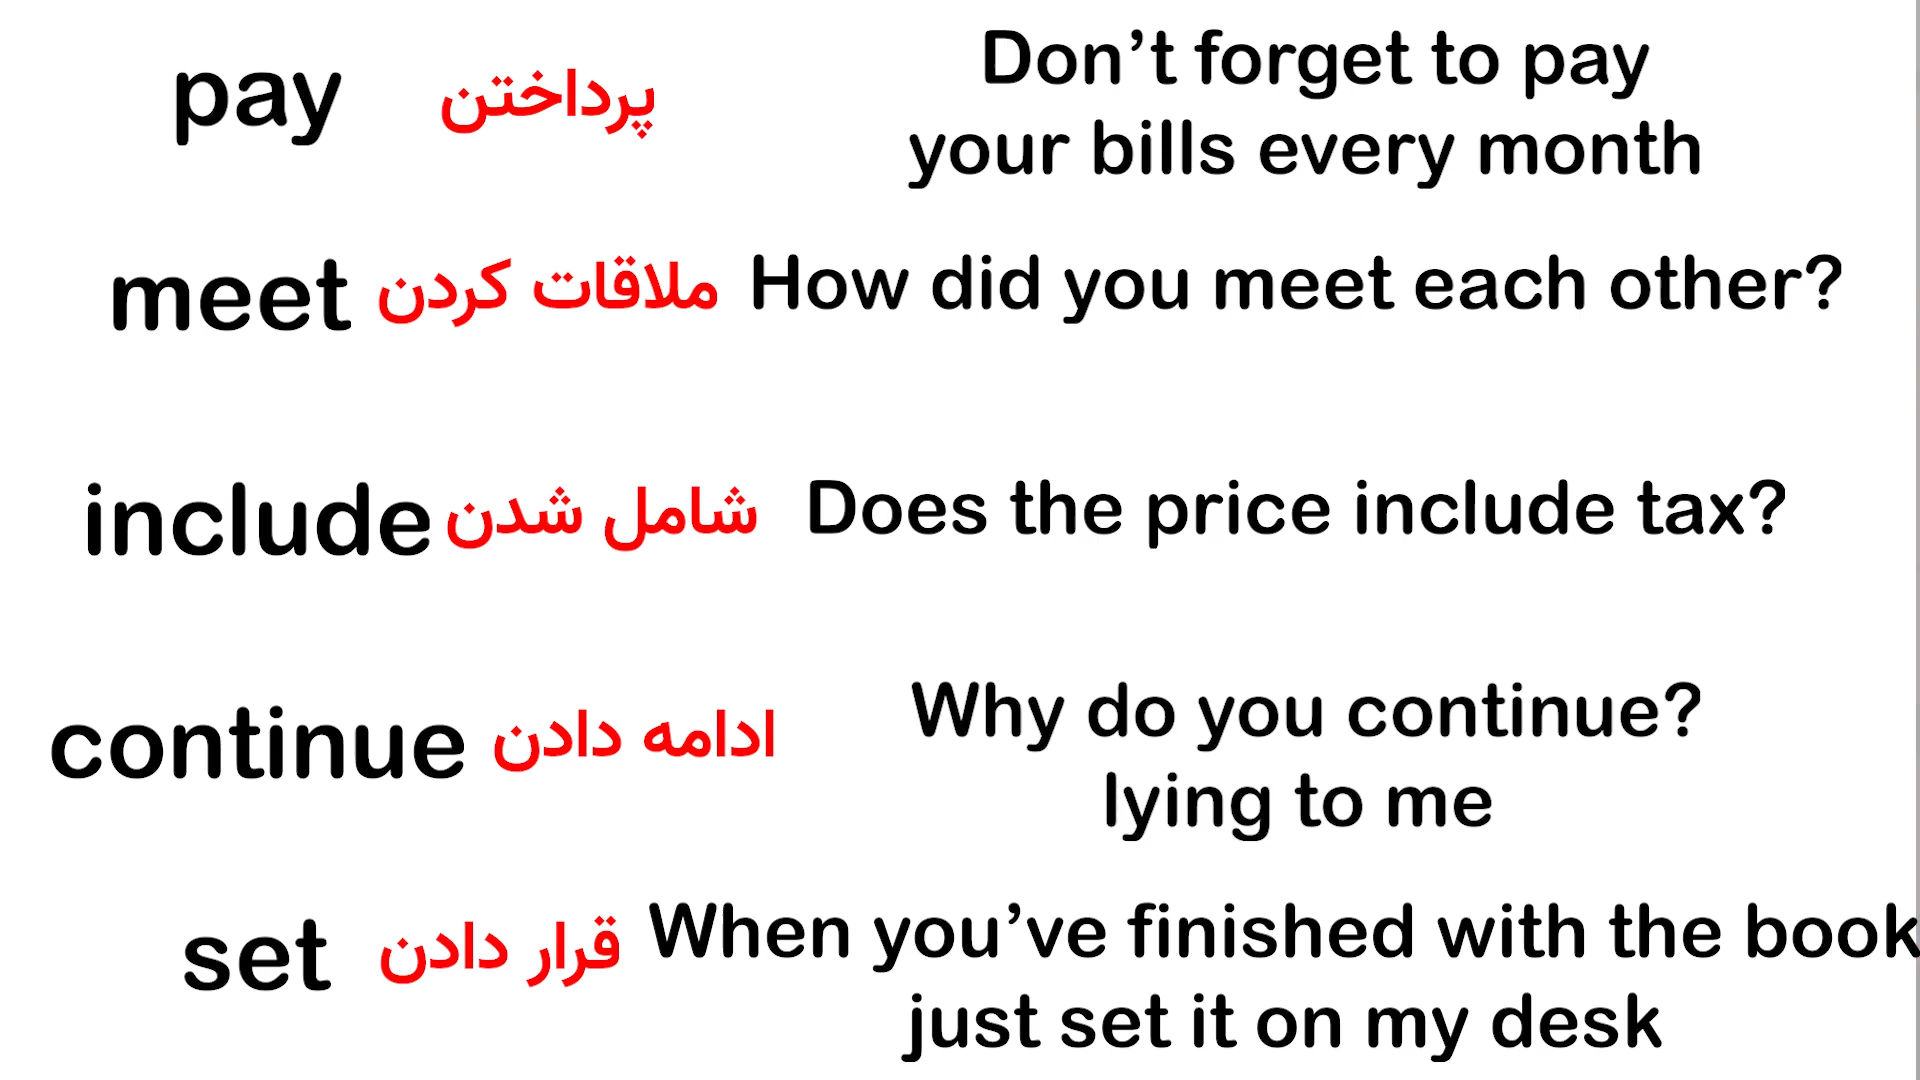 pay پرداختن Don’t forget to pay
your bills every month
meet ملاقات کردن How did you meet each other?
include شامل شدن Does the price include tax?
continue ادامه دادن Why do you continue?
lying to me
set قرار دادن When you’ve finished with the book
just set it on my desk